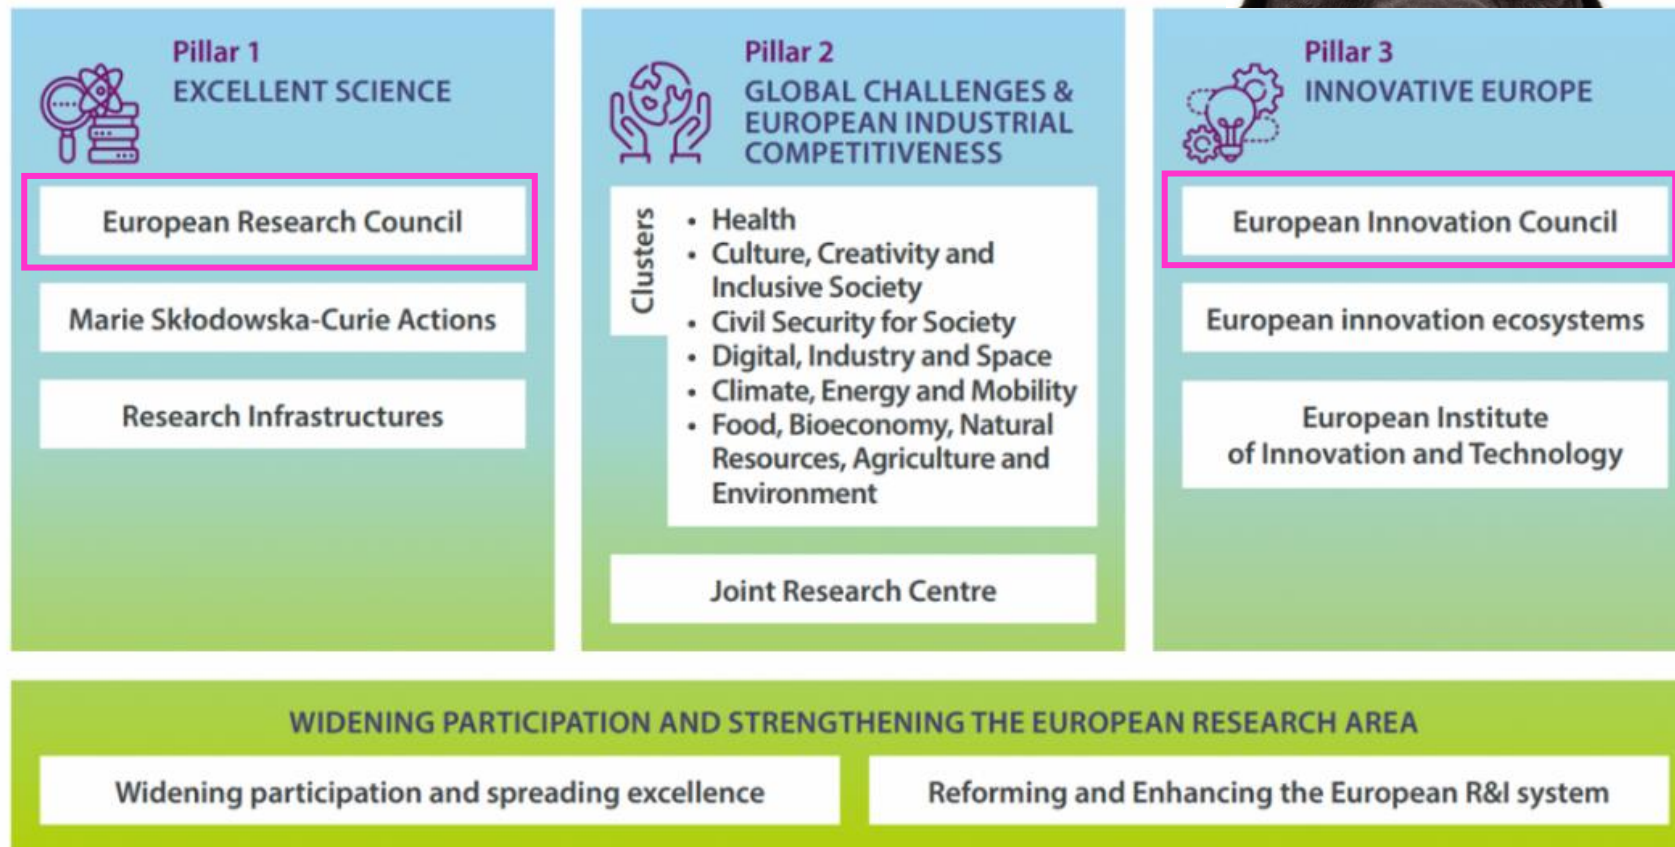 Pillar 1
EXCELLENT SCIENCE
European Research Council
Marie Skłodowska-Curie Actions
Research Infrastructures
Pillar 2
GLOBAL CHALLENGES &
EUROPEAN INDUSTRIAL
COMPETITIVENESS
Clusters
• Health
• Culture, Creativity and
Inclusive Society
• Civil Security for Society
• Digital, Industry and Space
• Climate, Energy and Mobility
• Food, Bioeconomy, Natural
Resources, Agriculture and
Environment
Joint Research Centre
Pillar 3
INNOVATIVE EUROPE
European Innovation Council
European innovation ecosystems
European Institute
of Innovation and Technology
WIDENING PARTICIPATION AND STRENGTHENING THE EUROPEAN RESEARCH AREA
Widening participation and spreading excellence
Reforming and Enhancing the European R&I system